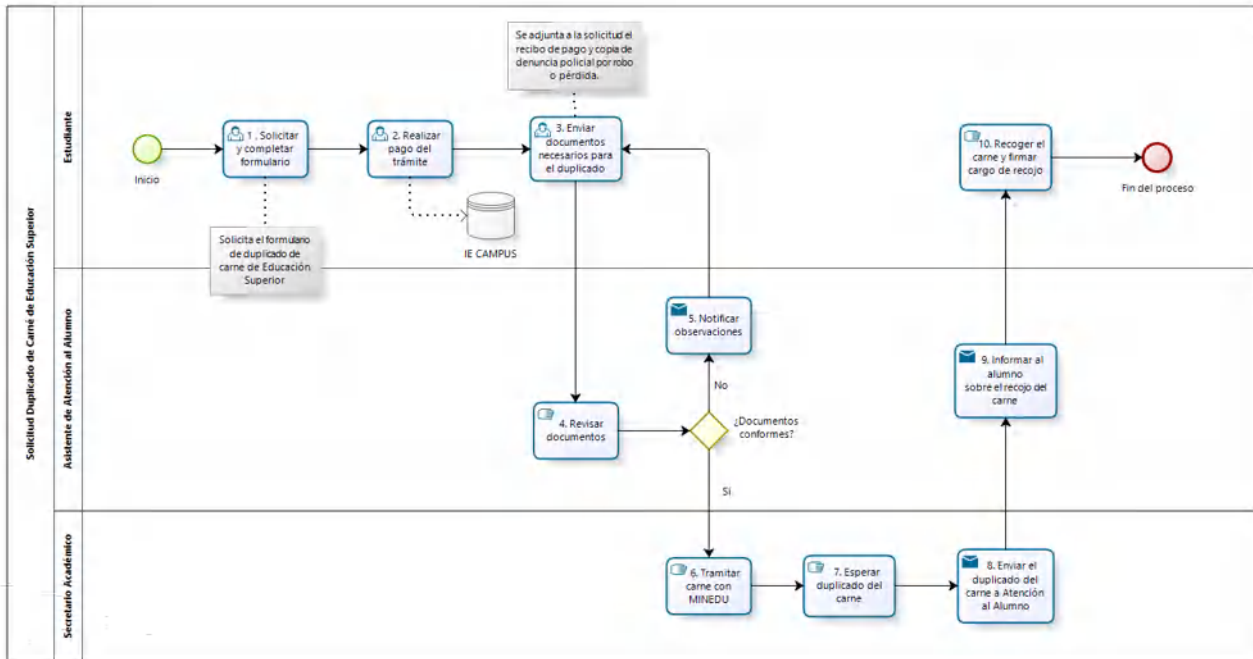 Solicitud Duplicado de Carné de Educación Superior
Estudiante
Se adjunta a la solicitud el
recibo de pago y copia de
denuncia policial por robo
o pérdida.
Inicio
1 . Solicitar
y completar
formulario
2. Realizar
pago del
trámite
3. Enviar
documentos
necesarios para
el duplicado
10. Recoger el
carne y firmar
cargo de recojo
Fin del proceso
Solicita el formulario
de duplicado de
carne de Educación
Superior
IE CAMPUS
Asistente de Atención al Alumno
5. Notificar
observaciones
No
9. Informar al
alumno
sobre el recojo del
carne
4. Revisar
documentos
¿Documentos
conformes?
Si
Secretario Académico
6. Tramitar
carne con
MINEDU
7. Esperar
duplicado del
carne
8. Enviar el
duplicado del
carne a Atención
al Alumno